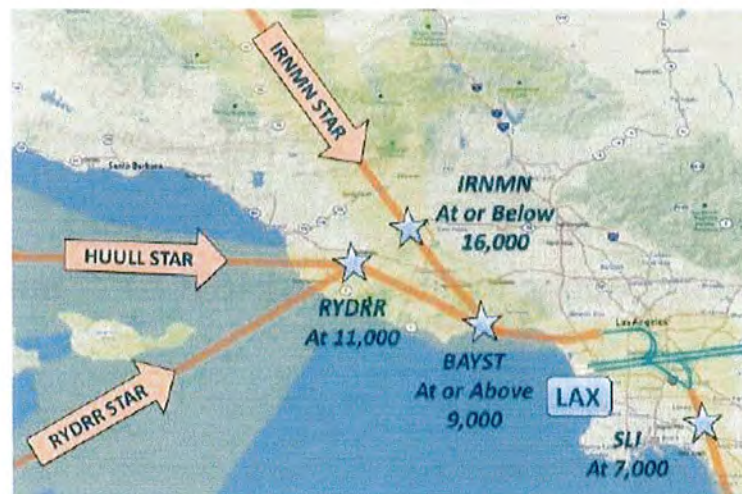 IRNMN STAR
Santa Barbara
IRNMN
At or Below
16,000
HUULL STAR
RYDRR
At 11,000
Los Angeles
BAYST
At or Above
9,000
LAX
RYDRR STAR
SLI
At 7,000